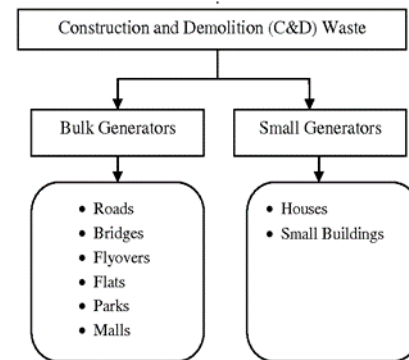 Construction and Demolition (C&D) Waste
Bulk Generators
Small Generators
• Roads
• Bridges
• Flyovers
• Flats
• Parks
• Malls
• Houses
• Small Buildings